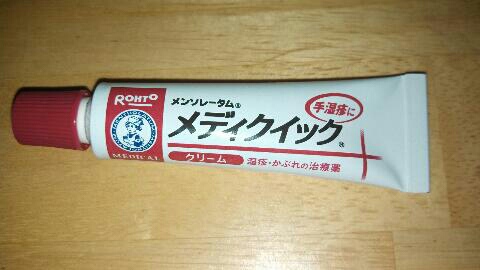 ROHTO
メンソレータム®
メディクイック®
手湿疹に
MEDICAL
クリーム
湿疹・かぶれの治療薬